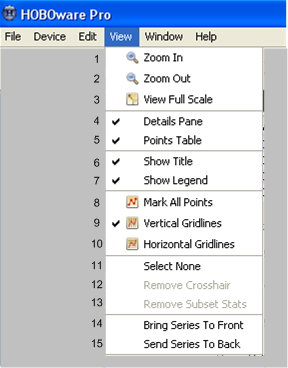 HOBOware Pro
File Device Edit View Window Help
1 Zoom In
2 Zoom Out
3 View Full Scale
4 Details Pane
5 Points Table
6 Show Title
7 Show Legend
8 Mark All Points
9 Vertical Gridlines
10 Horizontal Gridlines
11 Select None
12 Remove Crosshair
13 Remove Subset Stats
14 Bring Series To Front
15 Send Series To Back